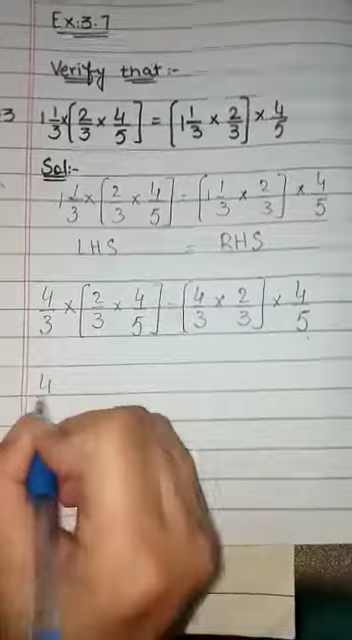 Ex:3.7
Verify that:-
3 1 1/3 × [2/3 × 4/5] = [1 1/3 × 2/3] × 4/5
Sol:-
1 1/3 × [2/3 × 4/5] = [1 1/3 × 2/3] × 4/5
LHS = RHS
4/3 × [2/3 × 4/5] = [4/3 × 2/3] × 4/5
4